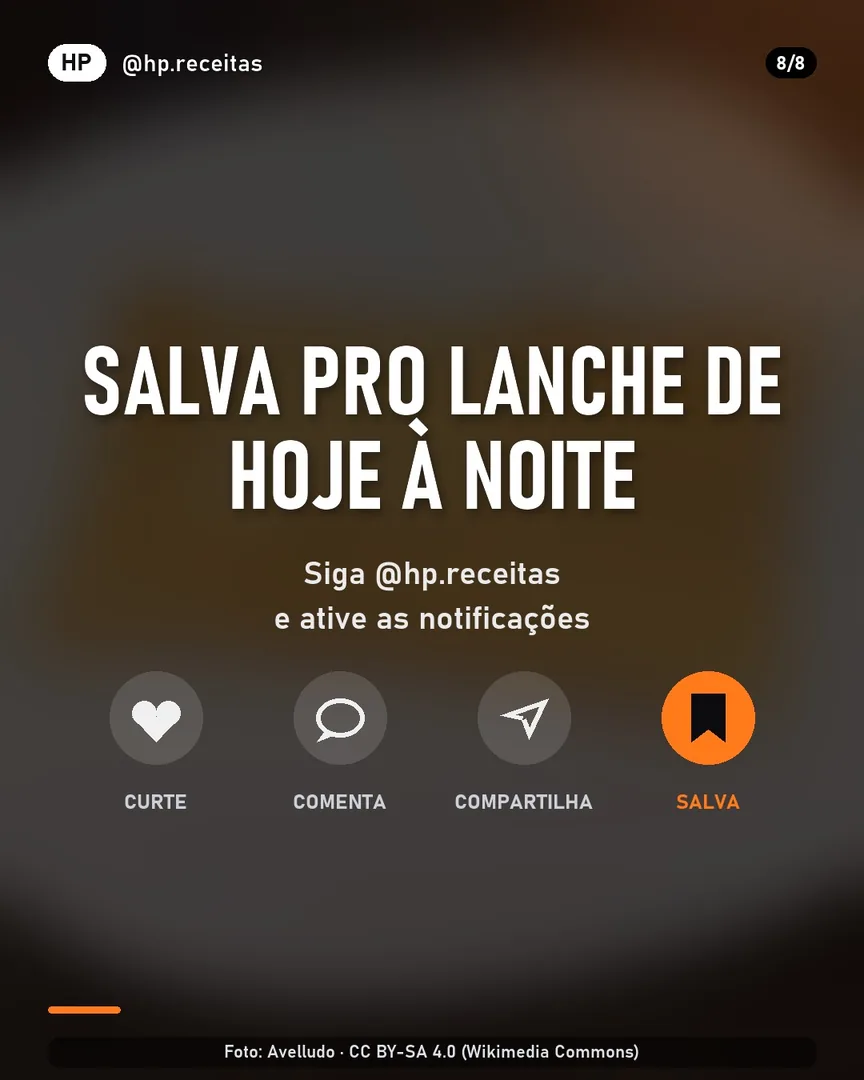 HP @hp.receitas 8/8
SALVA PRO LANCHE DE
HOJE À NOITE
Siga @hp.receitas
e ative as notificações
CURTE COMENTA COMPARTILHA SALVA
Foto: Avelludo · CC BY-SA 4.0 (Wikimedia Commons)